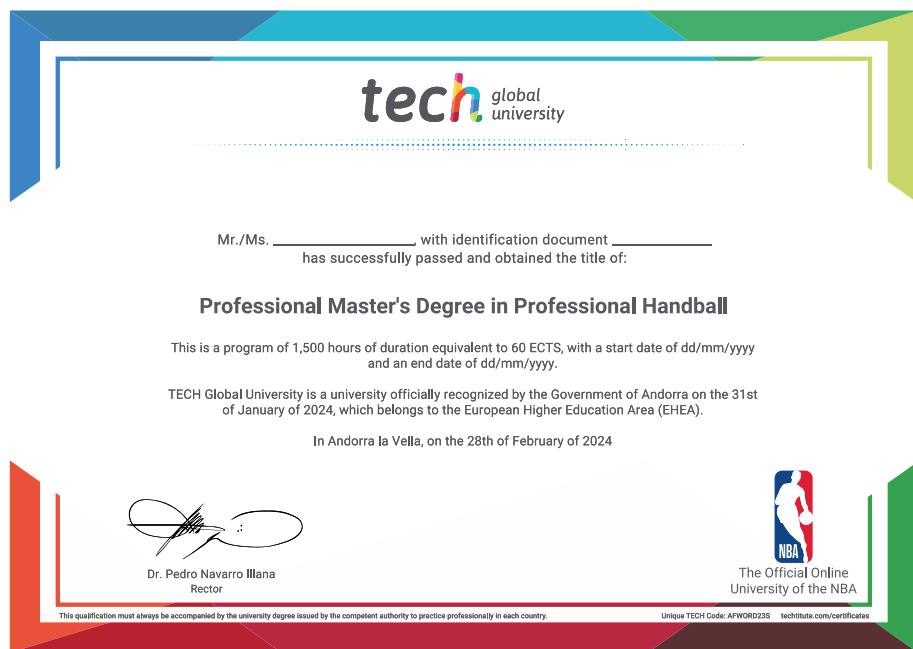 tech global university
Mr./Ms. ____________________, with identification document ______________
has successfully passed and obtained the title of:
Professional Master's Degree in Professional Handball
This is a program of 1,500 hours of duration equivalent to 60 ECTS, with a start date of dd/mm/yyyy
and an end date of dd/mm/yyyy.
TECH Global University is a university officially recognized by the Government of Andorra on the 31st
of January of 2024, which belongs to the European Higher Education Area (EHEA).
In Andorra la Vella, on the 28th of February of 2024
Dr. Pedro Navarro Illana
Rector
NBA
The Official Online
University of the NBA
This qualification must always be accompanied by the university degree issued by the competent authority to practice professionally in each country.
Unique TECH Code: AFWORD23S techtitute.com/certificates